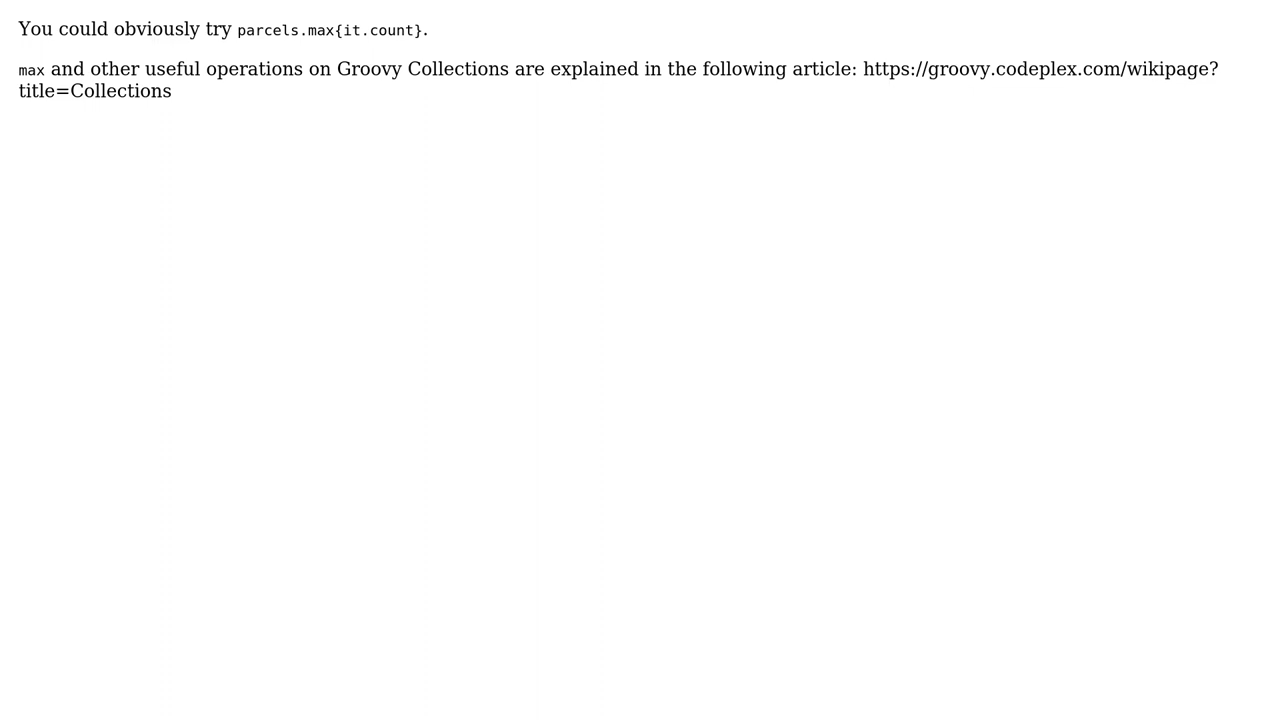 You could obviously try parcels.max{it.count}.
max and other useful operations on Groovy Collections are explained in the following article: https://groovy.codeplex.com/wikipage?
title=Collections